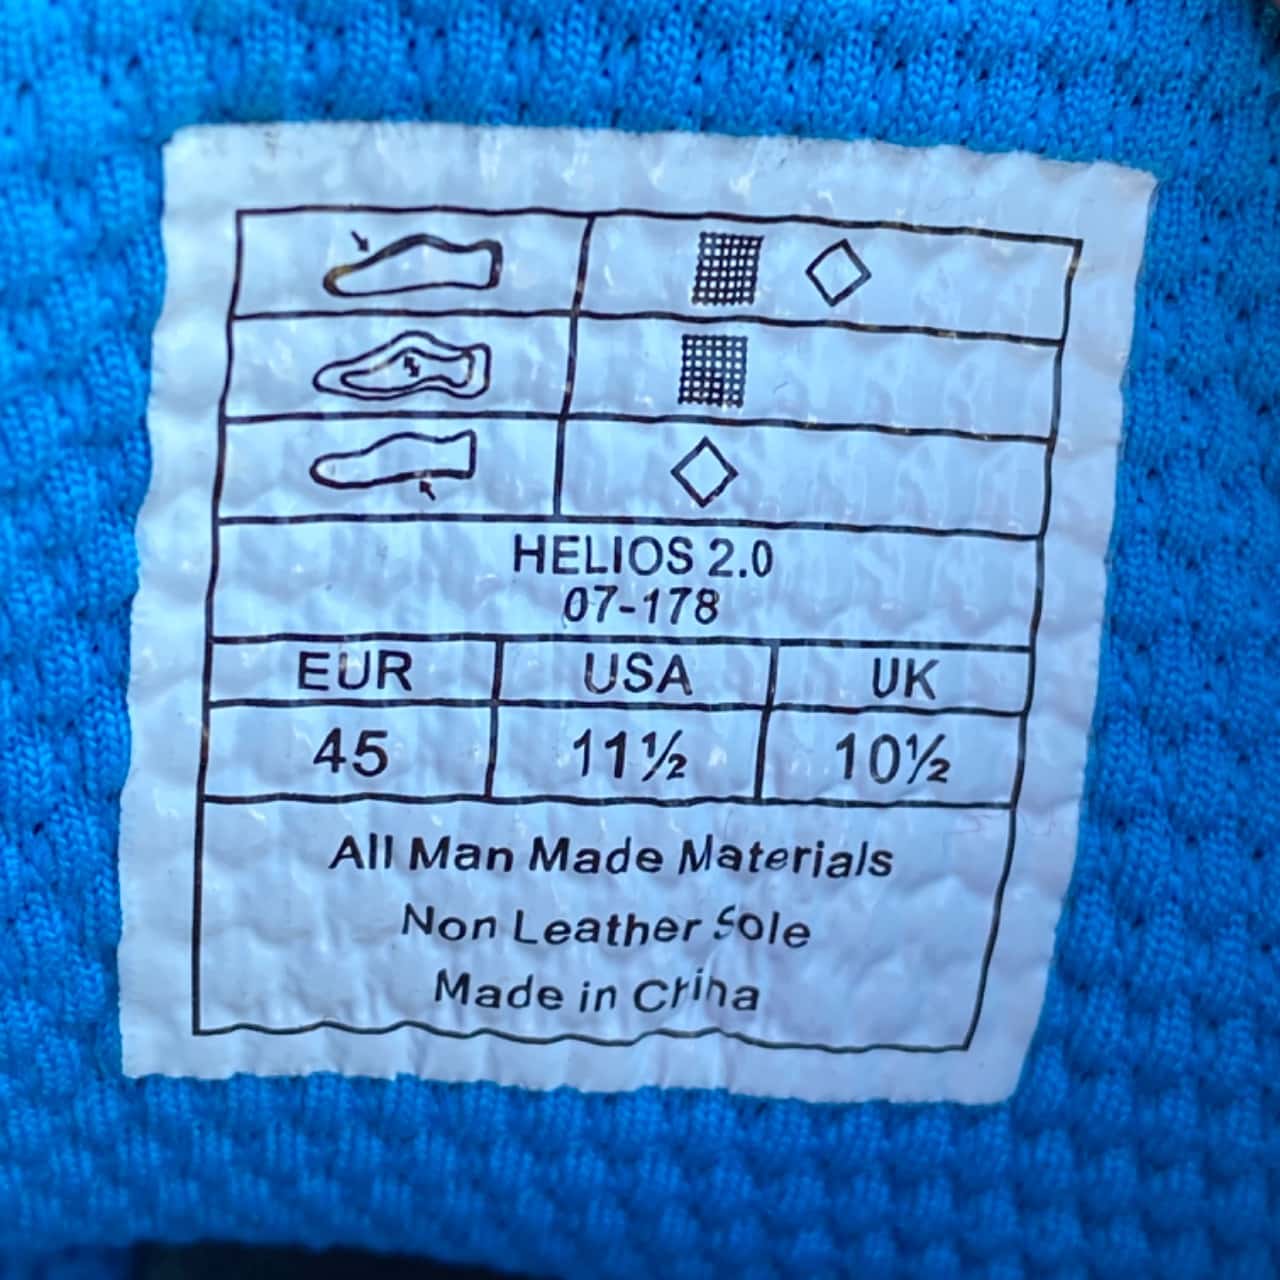 HELIOS 2.0
07-178
EUR USA UK
45 11½ 10½
All Man Made Materials
Non Leather Sole
Made in China